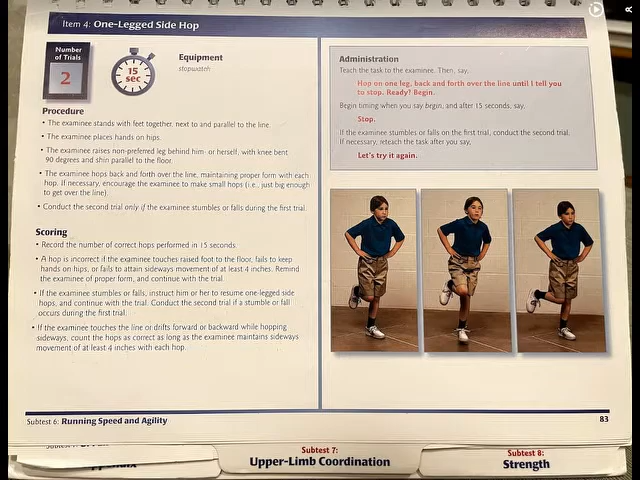 Item 4: One-Legged Side Hop
Number
of Trials
2
15
sec
Equipment
stopwatch
Procedure
• The examinee stands with feet together, next to and parallel to the line.
• The examinee places hands on hips.
• The examinee raises non-preferred leg behind him- or herself, with knee bent
90 degrees and shin parallel to the floor.
• The examinee hops back and forth over the line, maintaining proper form with each
hop. If necessary, encourage the examinee to make small hops (i.e., just big enough
to get over the line).
• Conduct the second trial only if the examinee stumbles or falls during the first trial.
Scoring
• Record the number of correct hops performed in 15 seconds.
• A hop is incorrect if the examinee touches raised foot to the floor, fails to keep
hands on hips, or fails to attain sideways movement of at least 4 inches. Remind
the examinee of proper form, and continue with the trial.
• If the examinee stumbles or falls, instruct him or her to resume one-legged side
hops, and continue with the trial. Conduct the second trial if a stumble or fall
occurs during the first trial.
• If the examinee touches the line or drifts forward or backward while hopping
sideways, count the hops as correct as long as the examinee maintains sideways
movement of at least 4 inches with each hop.
Administration
Teach the task to the examinee. Then, say,
Hop on one leg, back and forth over the line until I tell you
to stop. Ready? Begin.
Begin timing when you say begin, and after 15 seconds, say,
Stop.
If the examinee stumbles or falls on the first trial, conduct the second trial.
If necessary, reteach the task after you say,
Let's try it again.
Subtest 6: Running Speed and Agility
83
Subtest 7:
Upper-Limb Coordination
Subtest 8:
Strength